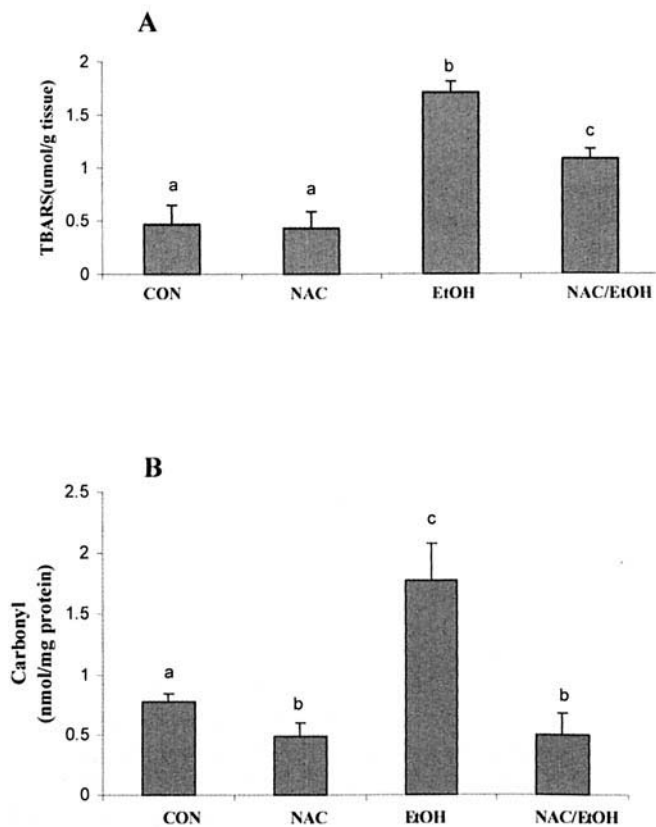 A
TBARS(umol/g tissue)
2
1.5
1
0.5
0
a
a
b
c
CON
NAC
EtOH
NAC/EtOH
B
Carbonyl
(nmol/mg protein)
2.5
2
1.5
1
0.5
0
a
b
c
b
CON
NAC
EtOH
NAC/EtOH